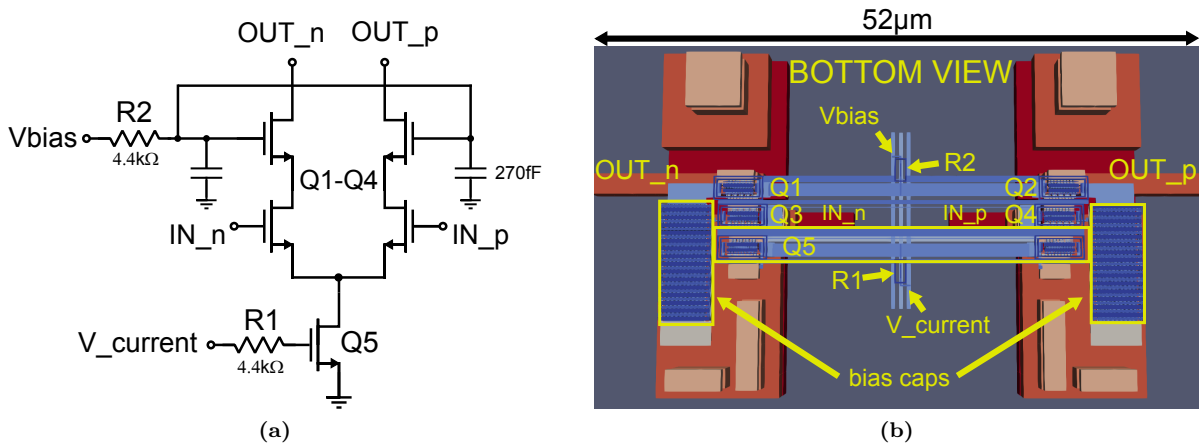 OUT_n OUT_p
R2
Vbias
4.4kΩ
270fF
Q1-Q4
IN_n IN_p
R1
V_current
4.4kΩ
Q5
(a)
52µm
BOTTOM VIEW
Vbias
R2
OUT_n OUT_p
Q1 Q2
Q3 IN_n IN_p Q4
Q5
R1
V_current
bias caps
(b)